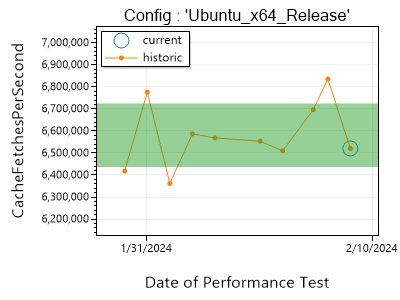 Config : 'Ubuntu_x64_Release'
current
historic
CacheFetchesPerSecond
7,000,000
6,900,000
6,800,000
6,700,000
6,600,000
6,500,000
6,400,000
6,300,000
6,200,000
1/31/2024
2/10/2024
Date of Performance Test